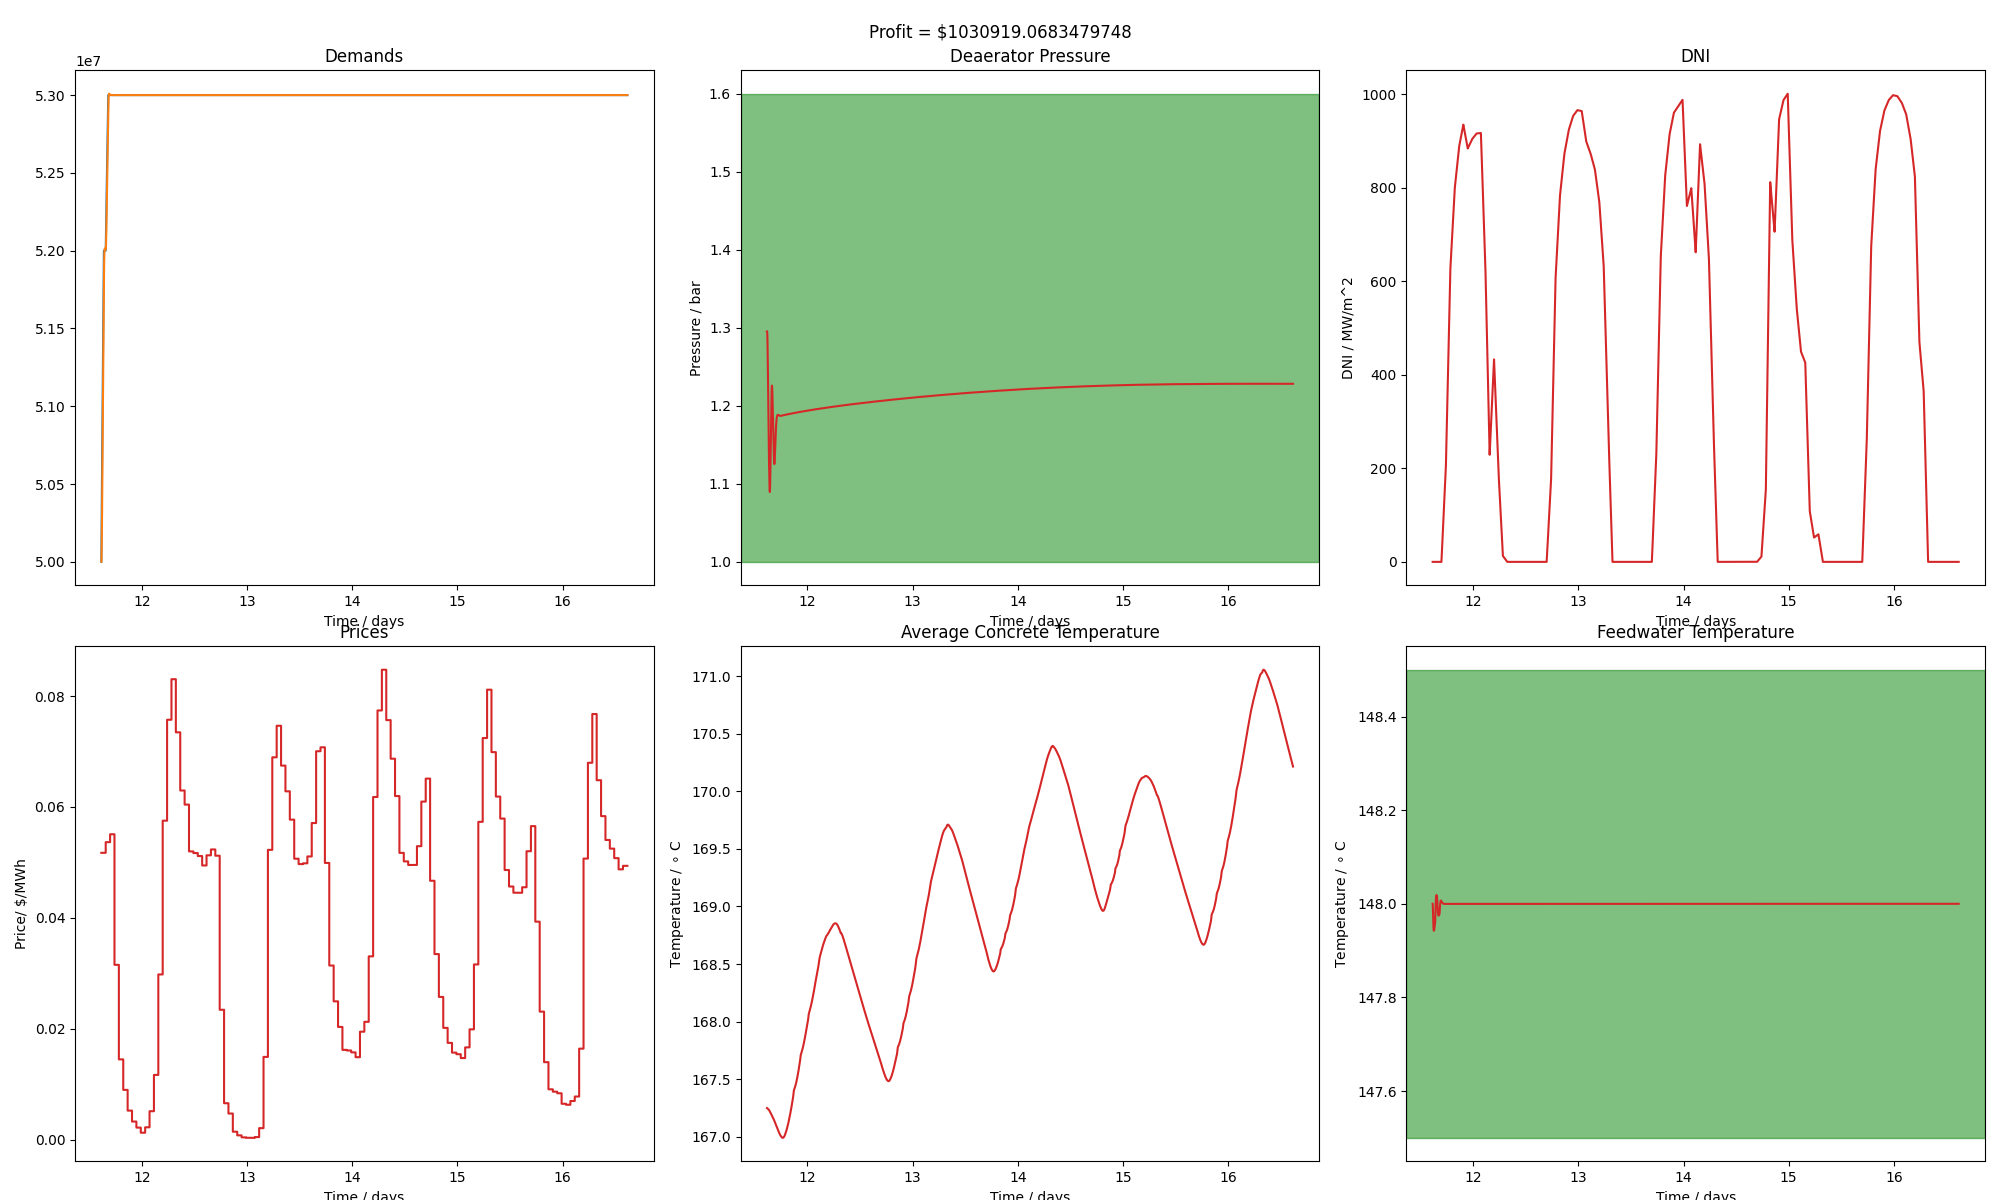 Profit = $1030919.0683479748
Demands
1e7
5.30
5.25
5.20
5.15
5.10
5.05
5.00
12 13 14 15 16
Time / days
Deaerator Pressure
Pressure / bar
1.6
1.5
1.4
1.3
1.2
1.1
1.0
12 13 14 15 16
Time / days
DNI
DNI / MW/m^2
1000
800
600
400
200
0
12 13 14 15 16
Time / days
Prices
Price/ $/MWh
0.08
0.06
0.04
0.02
0.00
12 13 14 15 16
Time / days
Average Concrete Temperature
Temperature / ∘ C
171.0
170.5
170.0
169.5
169.0
168.5
168.0
167.5
167.0
12 13 14 15 16
Time / days
Feedwater Temperature
Temperature / ∘ C
148.4
148.2
148.0
147.8
147.6
12 13 14 15 16
Time / days